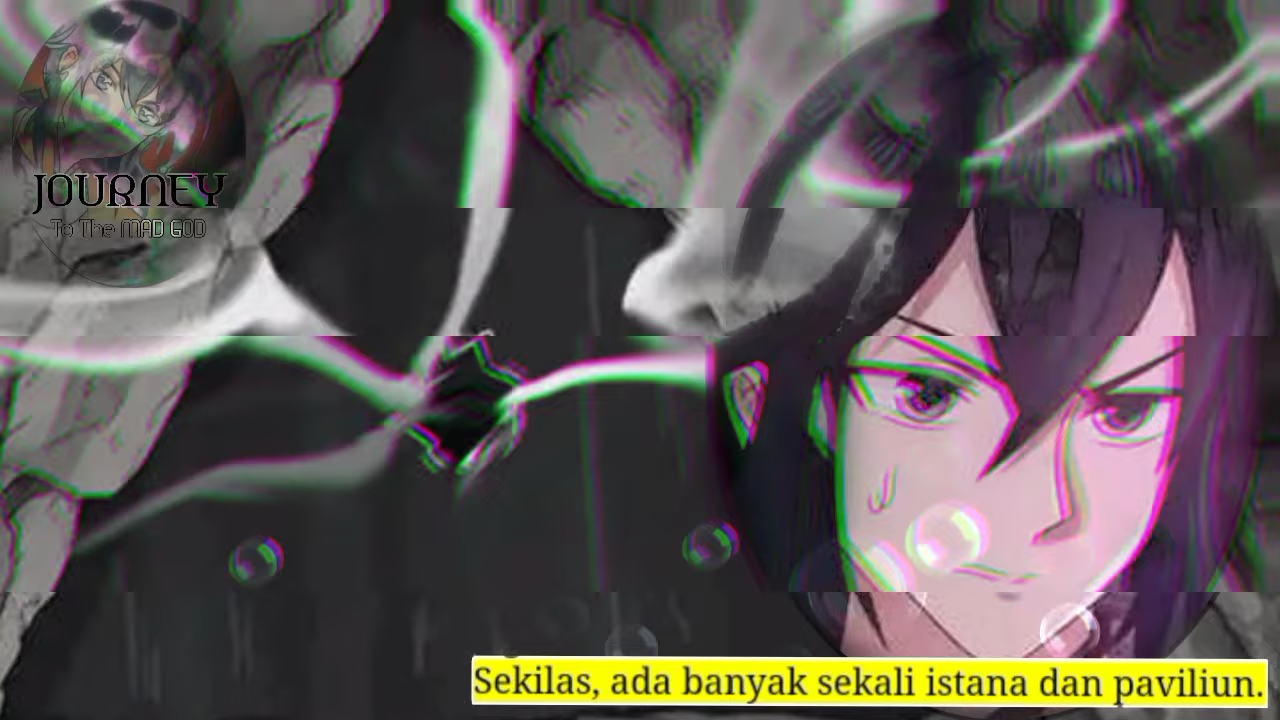 JOURNEY
To The MAD GOD
Sekilas, ada banyak sekali istana dan paviliun.